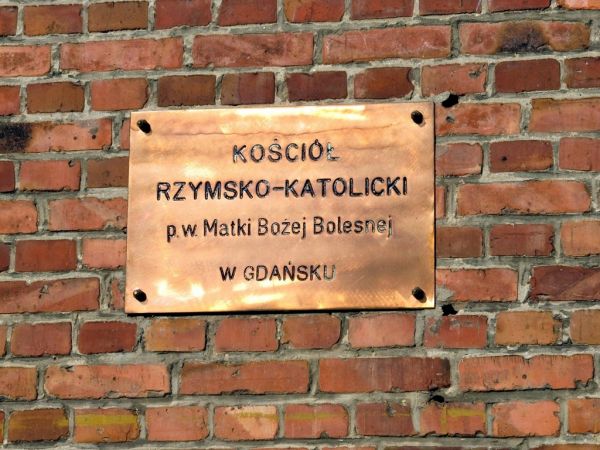 KOŚCIÓŁ
RZYMSKO-KATOLICKI
p.w. Matki Bożej Bolesnej
W GDAŃSKU